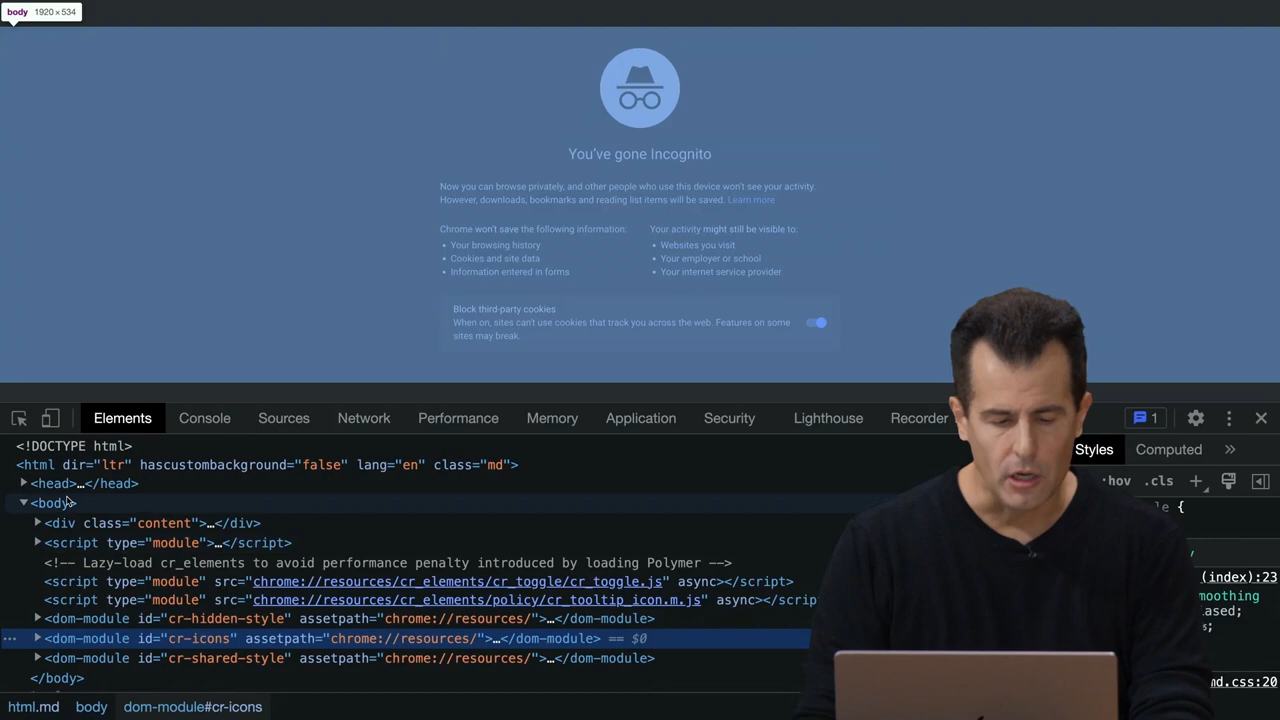 body 1920×534
You've gone Incognito
Now you can browse privately, and other people who use this device won't see your activity.
However, downloads, bookmarks and reading list items will be saved. Learn more
Chrome won't save the following information:
• Your browsing history
• Cookies and site data
• Information entered in forms
Your activity might still be visible to:
• Websites you visit
• Your employer or school
• Your internet service provider
Block third-party cookies
When on, sites can't use cookies that track you across the web. Features on some
sites may break.
Elements Console Sources Network Performance Memory Application Security Lighthouse Recorder 1
<!DOCTYPE html>
<html dir="ltr" hascustombackground="false" lang="en" class="md">
<head>…</head>
<body>
<div class="content">…</div>
<script type="module">…</script>
<!-- Lazy-load cr_elements to avoid performance penalty introduced by loading Polymer -->
<script type="module" src="chrome://resources/cr_elements/cr_toggle/cr_toggle.js" async></script>
<script type="module" src="chrome://resources/cr_elements/policy/cr_tooltip_icon.m.js" async></scrip
<dom-module id="cr-hidden-style" assetpath="chrome://resources/">…</dom-module>
… <dom-module id="cr-icons" assetpath="chrome://resources/">…</dom-module> == $0
<dom-module id="cr-shared-style" assetpath="chrome://resources/">…</dom-module>
</body>
html.md body dom-module#cr-icons
Styles Computed »
:hov .cls +
{
(index):23
moothing
ased;
s;
md.css:20